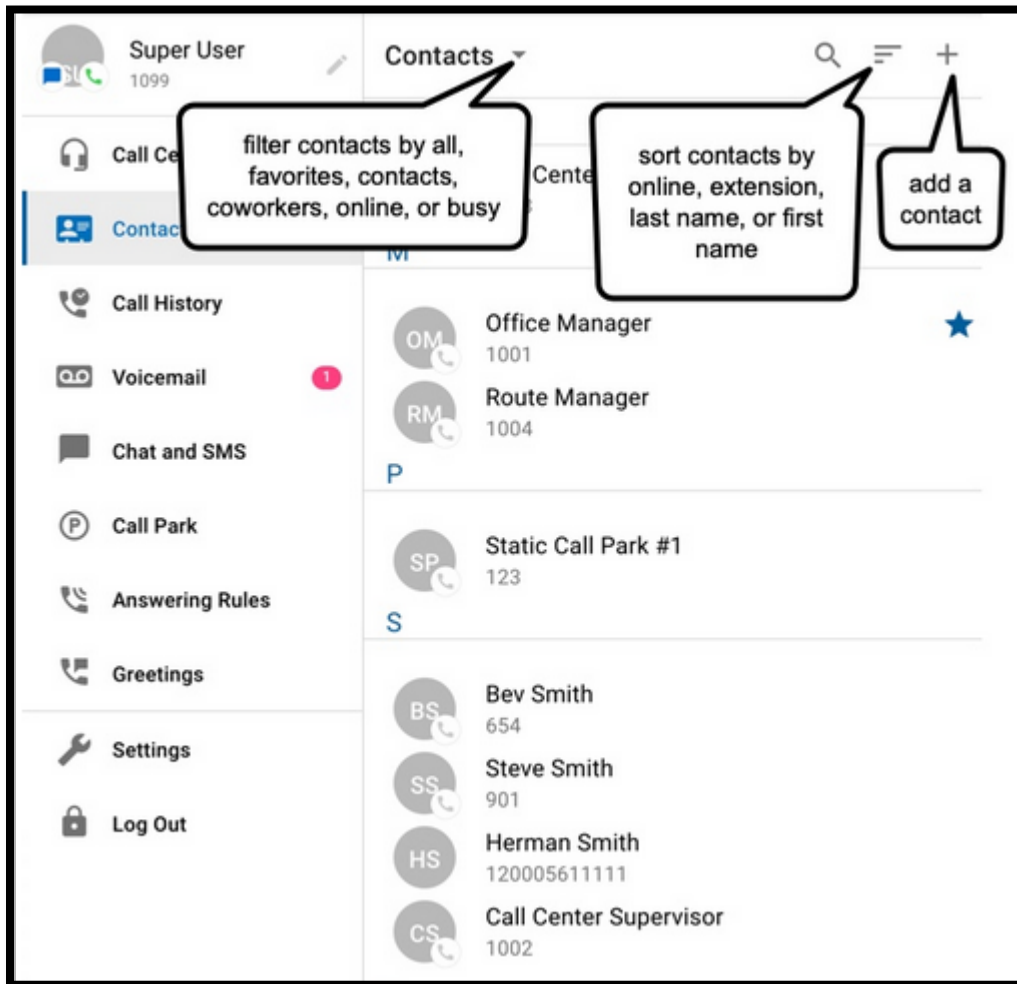 Super User
1099
Call Ce
Contac
Call History
Voicemail
1
Chat and SMS
Call Park
Answering Rules
Greetings
Settings
Log Out
Contacts
filter contacts by all,
favorites, contacts,
coworkers, online, or busy
sort contacts by
online, extension,
last name, or first
name
add a
contact
Cente
M
OM
Office Manager
1001
RM
Route Manager
1004
P
SP
Static Call Park #1
123
S
BS
Bev Smith
654
SS
Steve Smith
901
HS
Herman Smith
120005611111
CS
Call Center Supervisor
1002